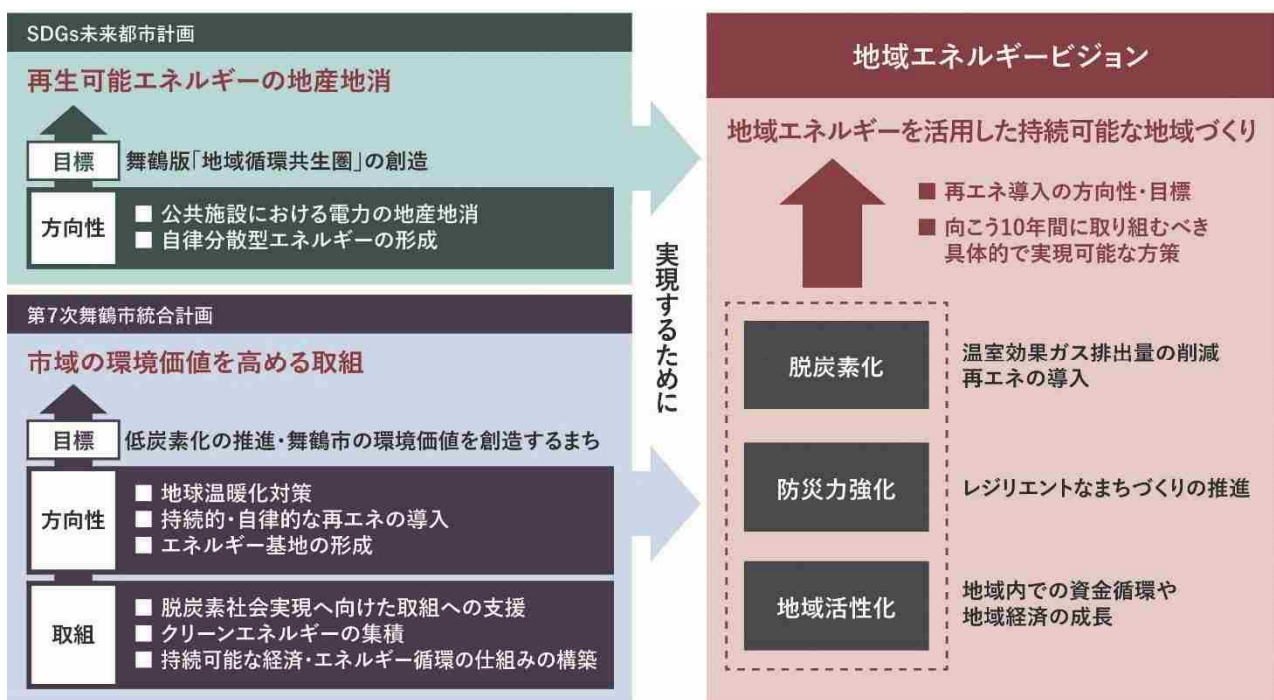 SDGs未来都市計画
再生可能エネルギーの地産地消
目標
舞鶴版「地域循環共生圏」の創造
方向性
■ 公共施設における電力の地産地消
■ 自律分散型エネルギーの形成
第7次舞鶴市統合計画
市域の環境価値を高める取組
目標
低炭素化の推進・舞鶴市の環境価値を創造するまち
方向性
■ 地球温暖化対策
■ 持続的・自律的な再エネの導入
■ エネルギー基地の形成
取組
■ 脱炭素社会実現へ向けた取組への支援
■ クリーンエネルギーの集積
■ 持続可能な経済・エネルギー循環の仕組みの構築
実現するために
地域エネルギービジョン
地域エネルギーを活用した持続可能な地域づくり
■ 再エネ導入の方向性・目標
■ 向こう10年間に取り組むべき
具体的で実現可能な方策
脱炭素化
温室効果ガス排出量の削減
再エネの導入
防災力強化
レジリエントなまちづくりの推進
地域活性化
地域内での資金循環や
地域経済の成長